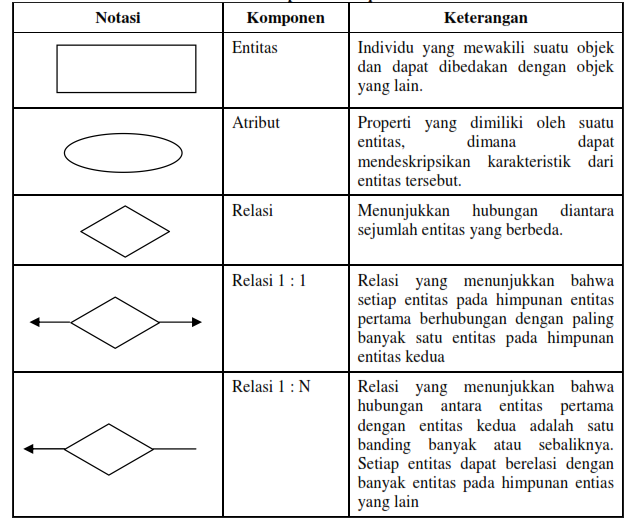 Notasi Komponen Keterangan
Entitas
Individu yang mewakili suatu objek
dan dapat dibedakan dengan objek
yang lain.
Atribut
Properti yang dimiliki oleh suatu
entitas, dimana dapat
mendeskripsikan karakteristik dari
entitas tersebut.
Relasi
Menunjukkan hubungan diantara
sejumlah entitas yang berbeda.
Relasi 1 : 1
Relasi yang menunjukkan bahwa
setiap entitas pada himpunan entitas
pertama berhubungan dengan paling
banyak satu entitas pada himpunan
entitas kedua
Relasi 1 : N
Relasi yang menunjukkan bahwa
hubungan antara entitas pertama
dengan entitas kedua adalah satu
banding banyak atau sebaliknya.
Setiap entitas dapat berelasi dengan
banyak entitas pada himpunan entias
yang lain